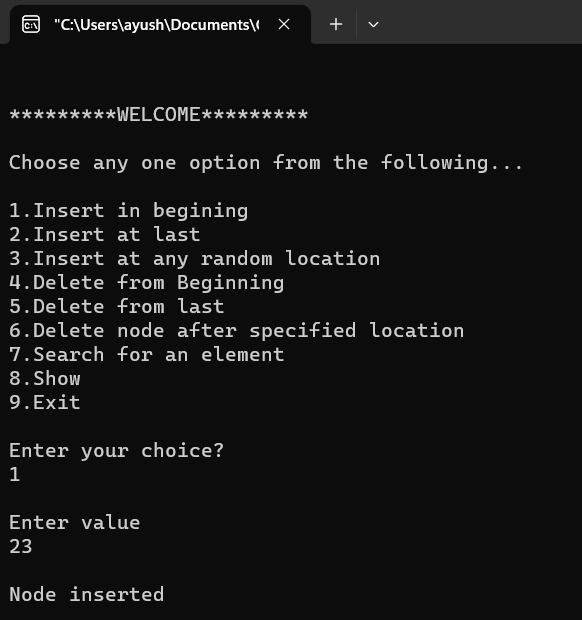 "C:\Users\ayush\Documents\
*********WELCOME*********
Choose any one option from the following...
1.Insert in begining
2.Insert at last
3.Insert at any random location
4.Delete from Beginning
5.Delete from last
6.Delete node after specified location
7.Search for an element
8.Show
9.Exit
Enter your choice?
1
Enter value
23
Node inserted